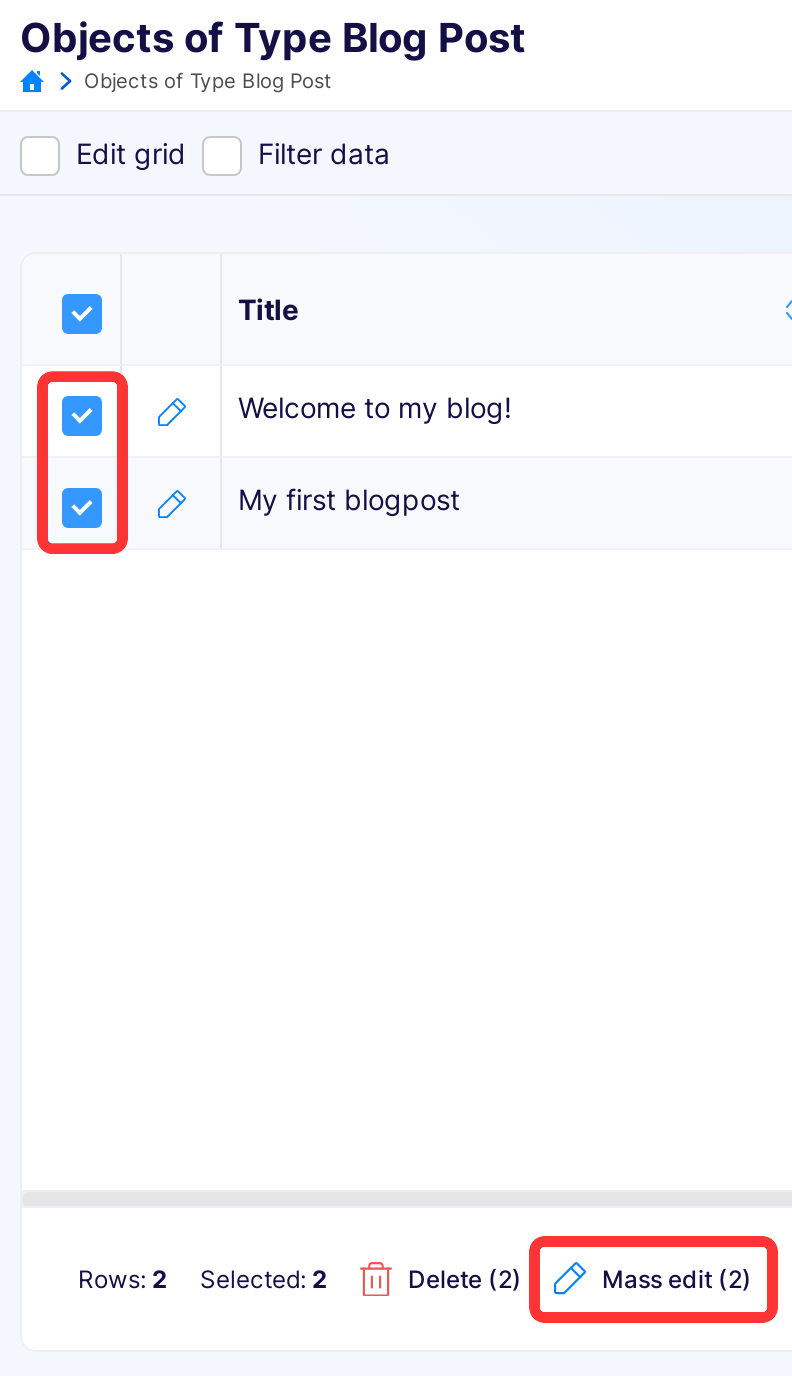 Objects of Type Blog Post
Objects of Type Blog Post
Edit grid Filter data
Title
Welcome to my blog!
My first blogpost
Rows: 2 Selected: 2 Delete (2) Mass edit (2)